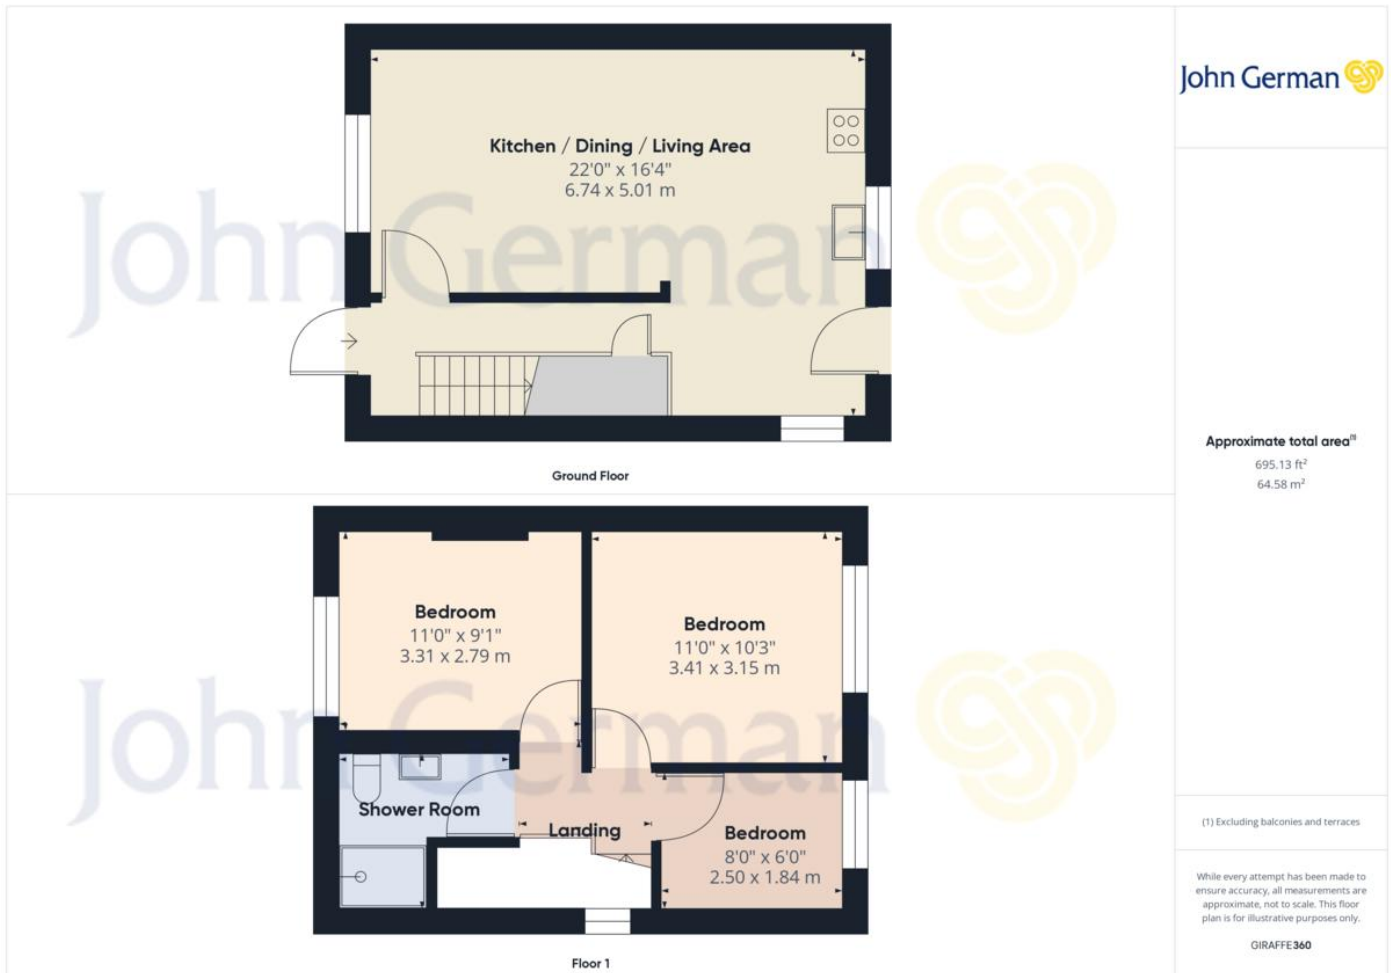 Kitchen / Dining / Living Area
22'0" x 16'4"
6.74 x 5.01 m
John German
Ground Floor
Bedroom
11'0" x 9'1"
3.31 x 2.79 m
Bedroom
11'0" x 10'3"
3.41 x 3.15 m
John German
Shower Room
Landing
Bedroom
8'0" x 6'0"
2.50 x 1.84 m
Floor 1
John German
Approximate total area(1)
695.13 ft²
64.58 m²
(1) Excluding balconies and terraces
While every attempt has been made to
ensure accuracy, all measurements are
approximate, not to scale. This floor
plan is for illustrative purposes only.
GIRAFFE360